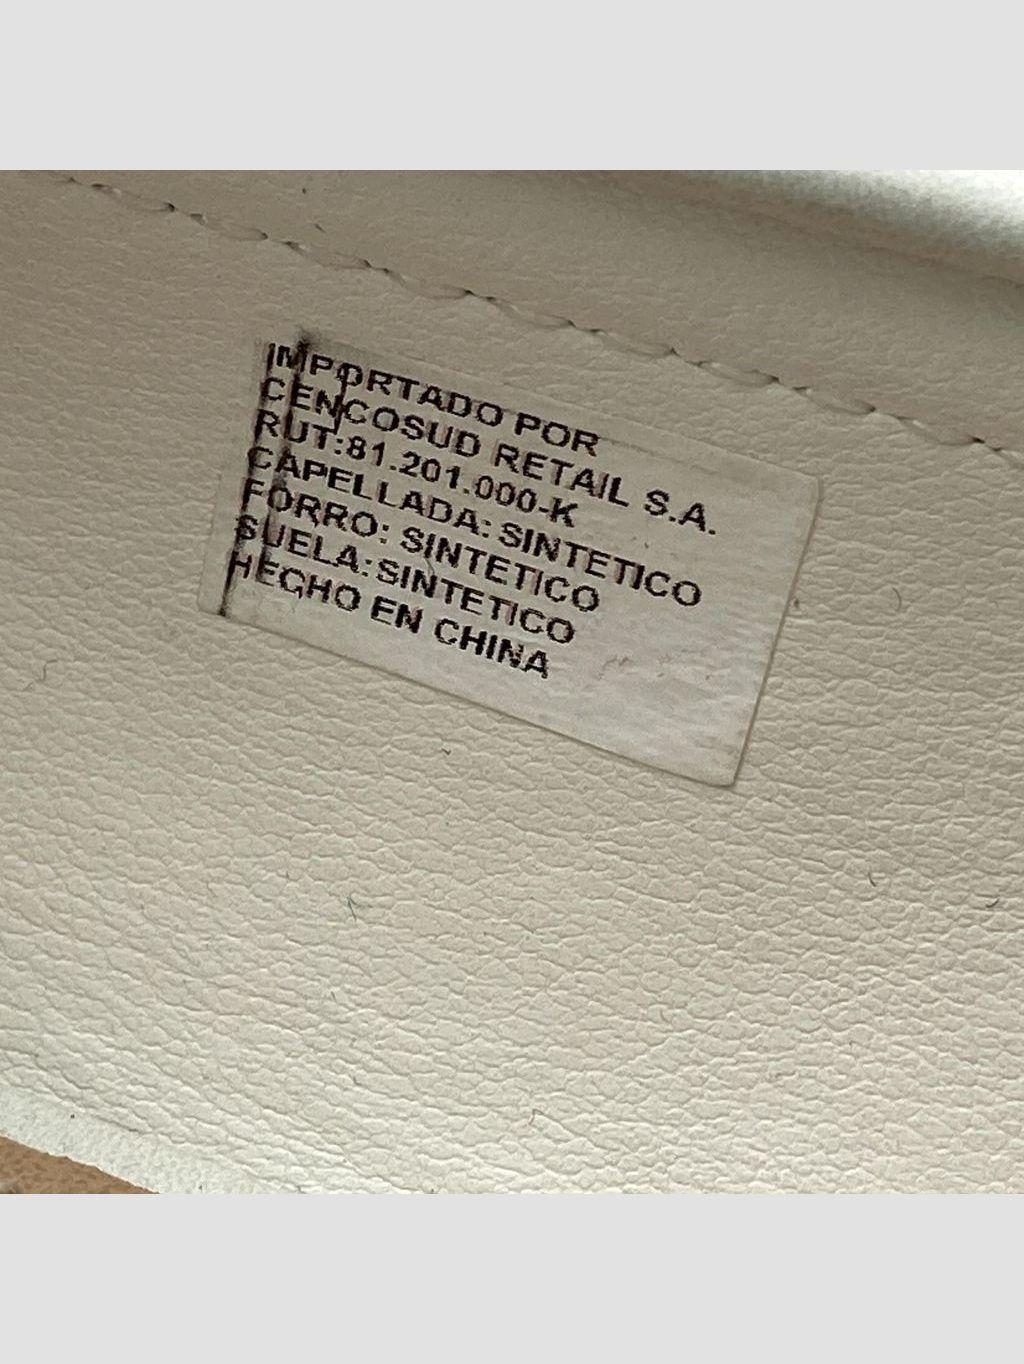 IMPORTADO POR
CENCOSUD RETAIL S.A.
RUT:81.201.000-K
CAPELLADA: SINTETICO
FORRO: SINTETICO
SUELA: SINTETICO
HECHO EN CHINA